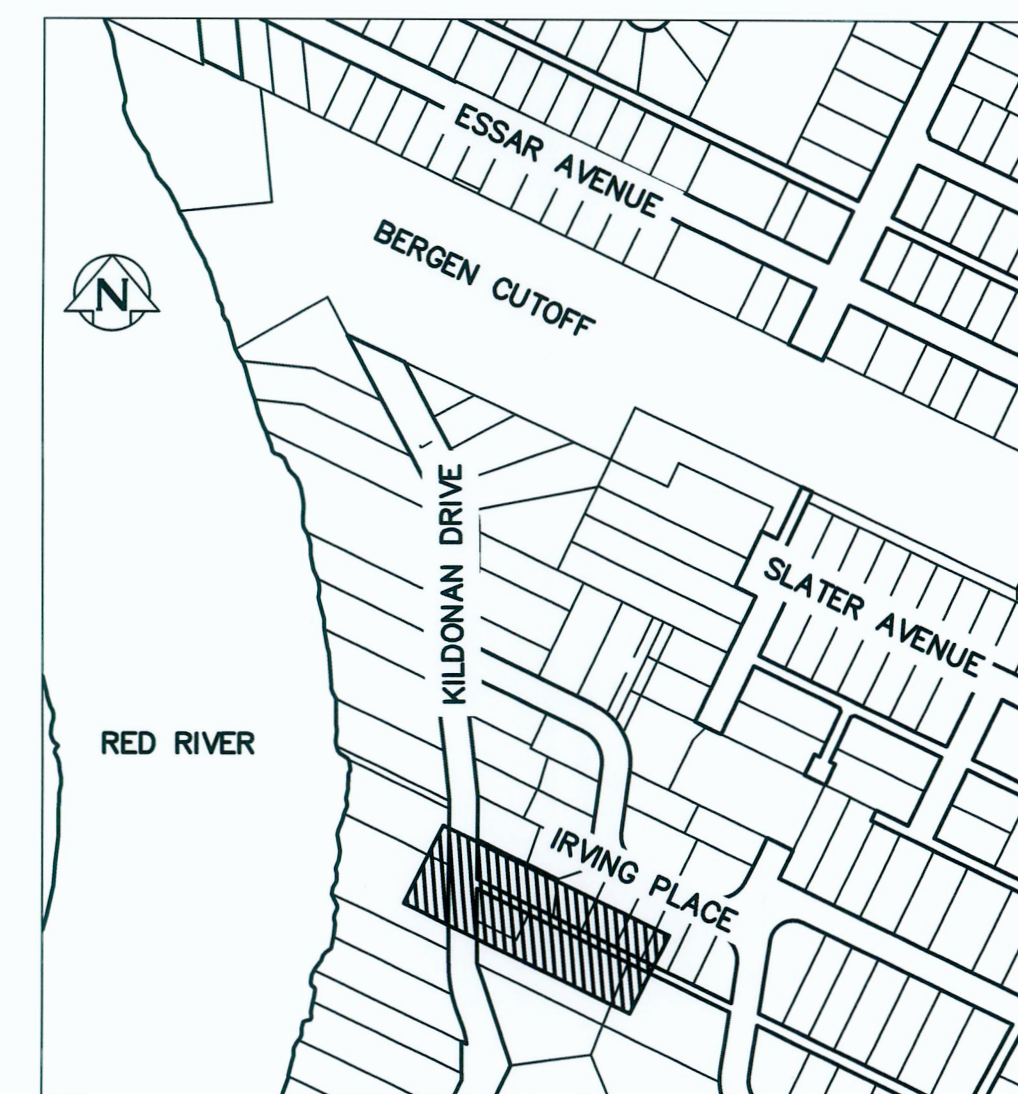 ESSAR AVENUE
BERGEN CUTOFF
N
KILDONAN DRIVE
SLATER AVENUE
RED RIVER
IRVING PLACE